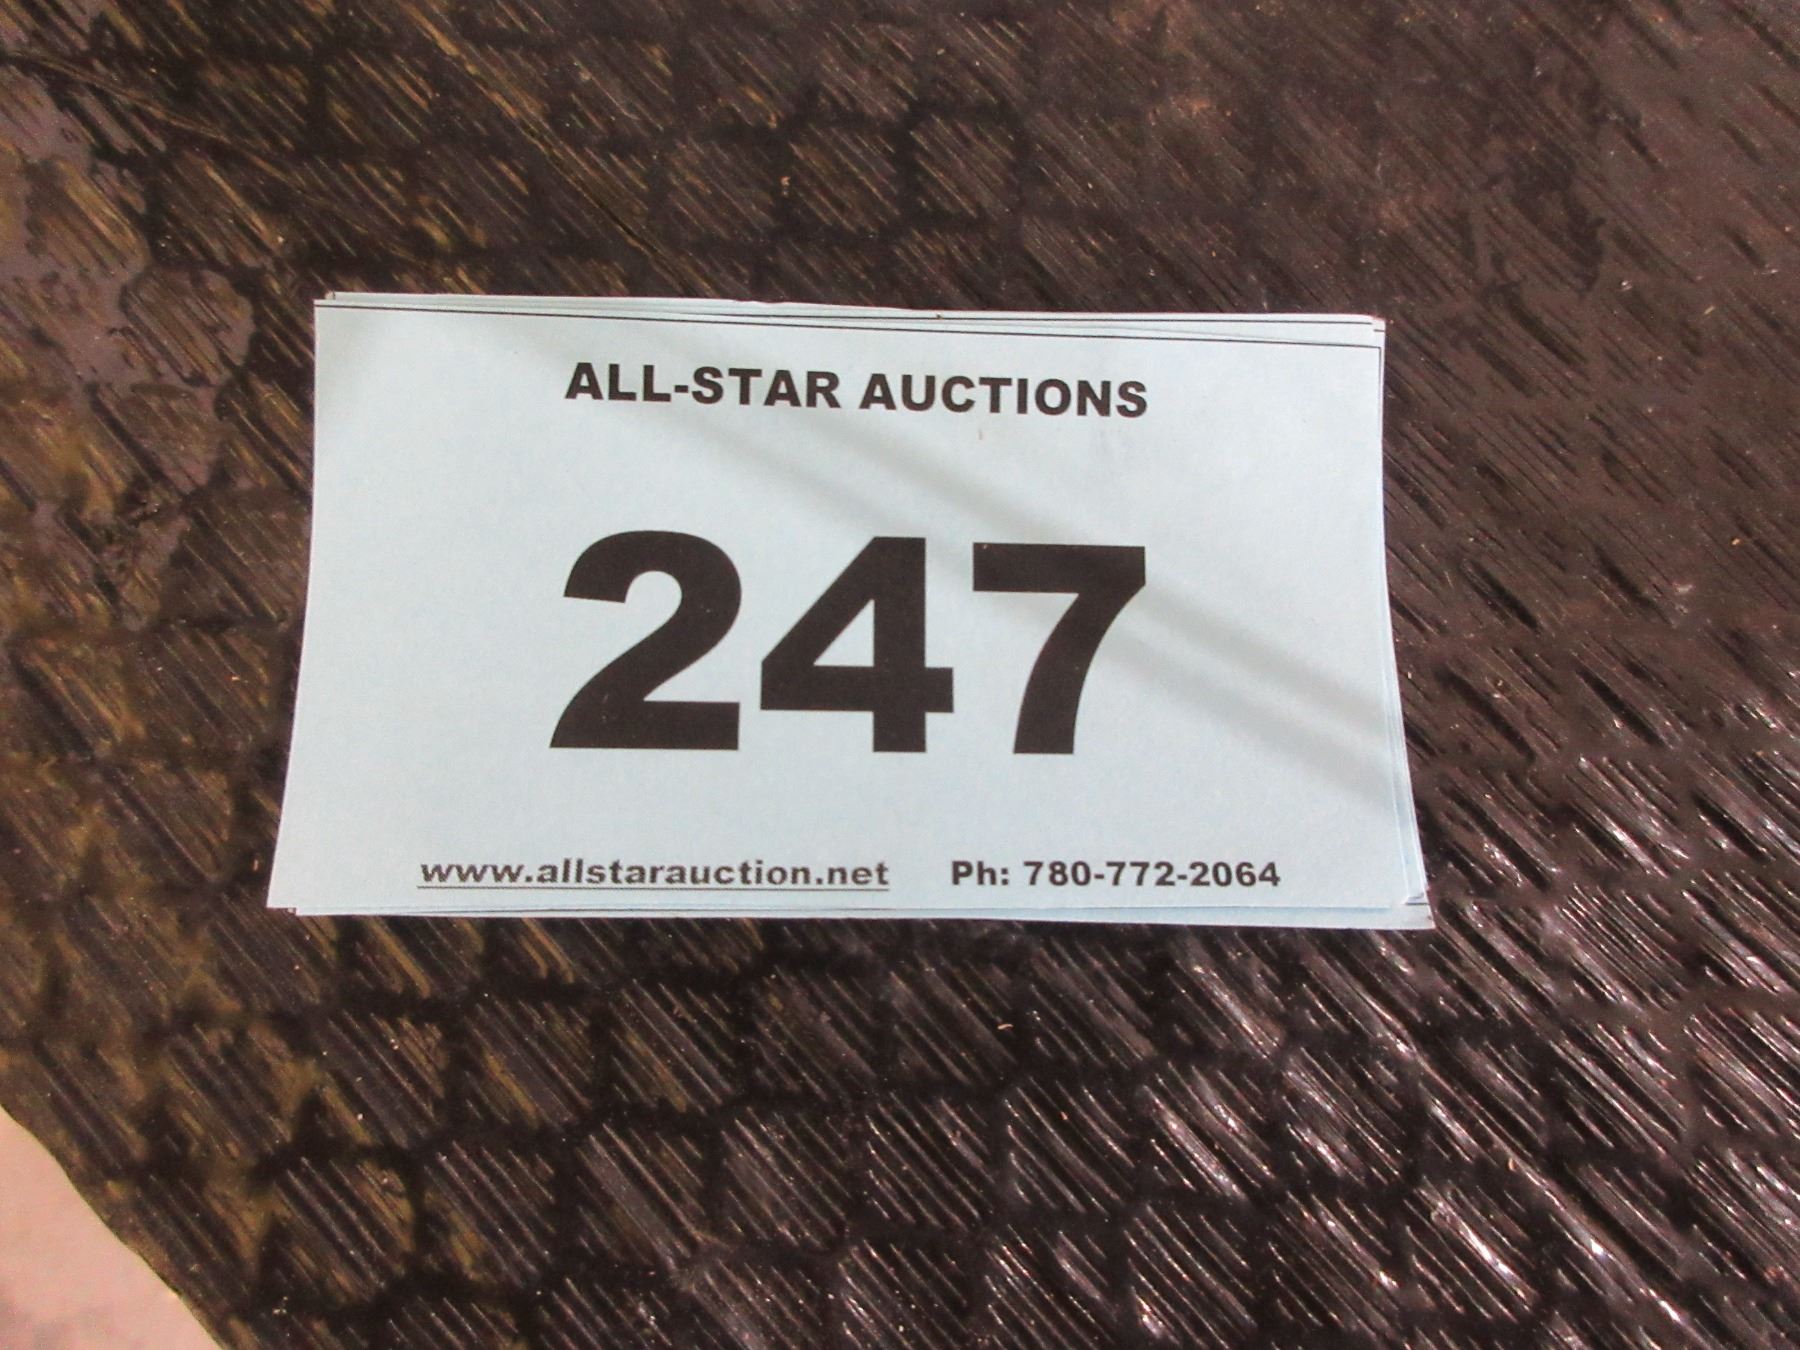 ALL-STAR AUCTIONS
247
www.allstarauction.net Ph: 780-772-2064